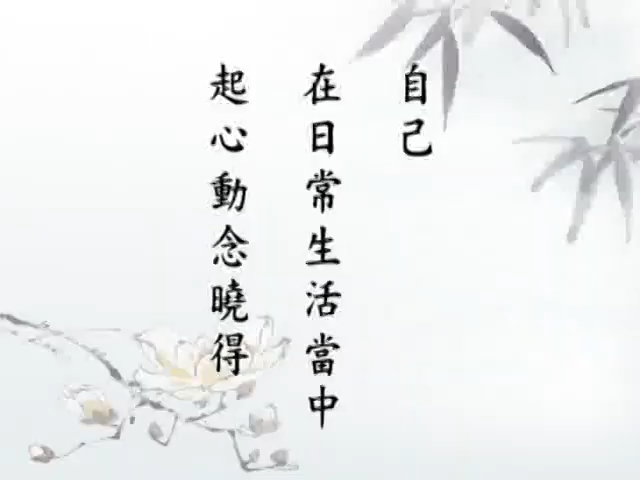 自己
在日常生活當中
起心動念曉得